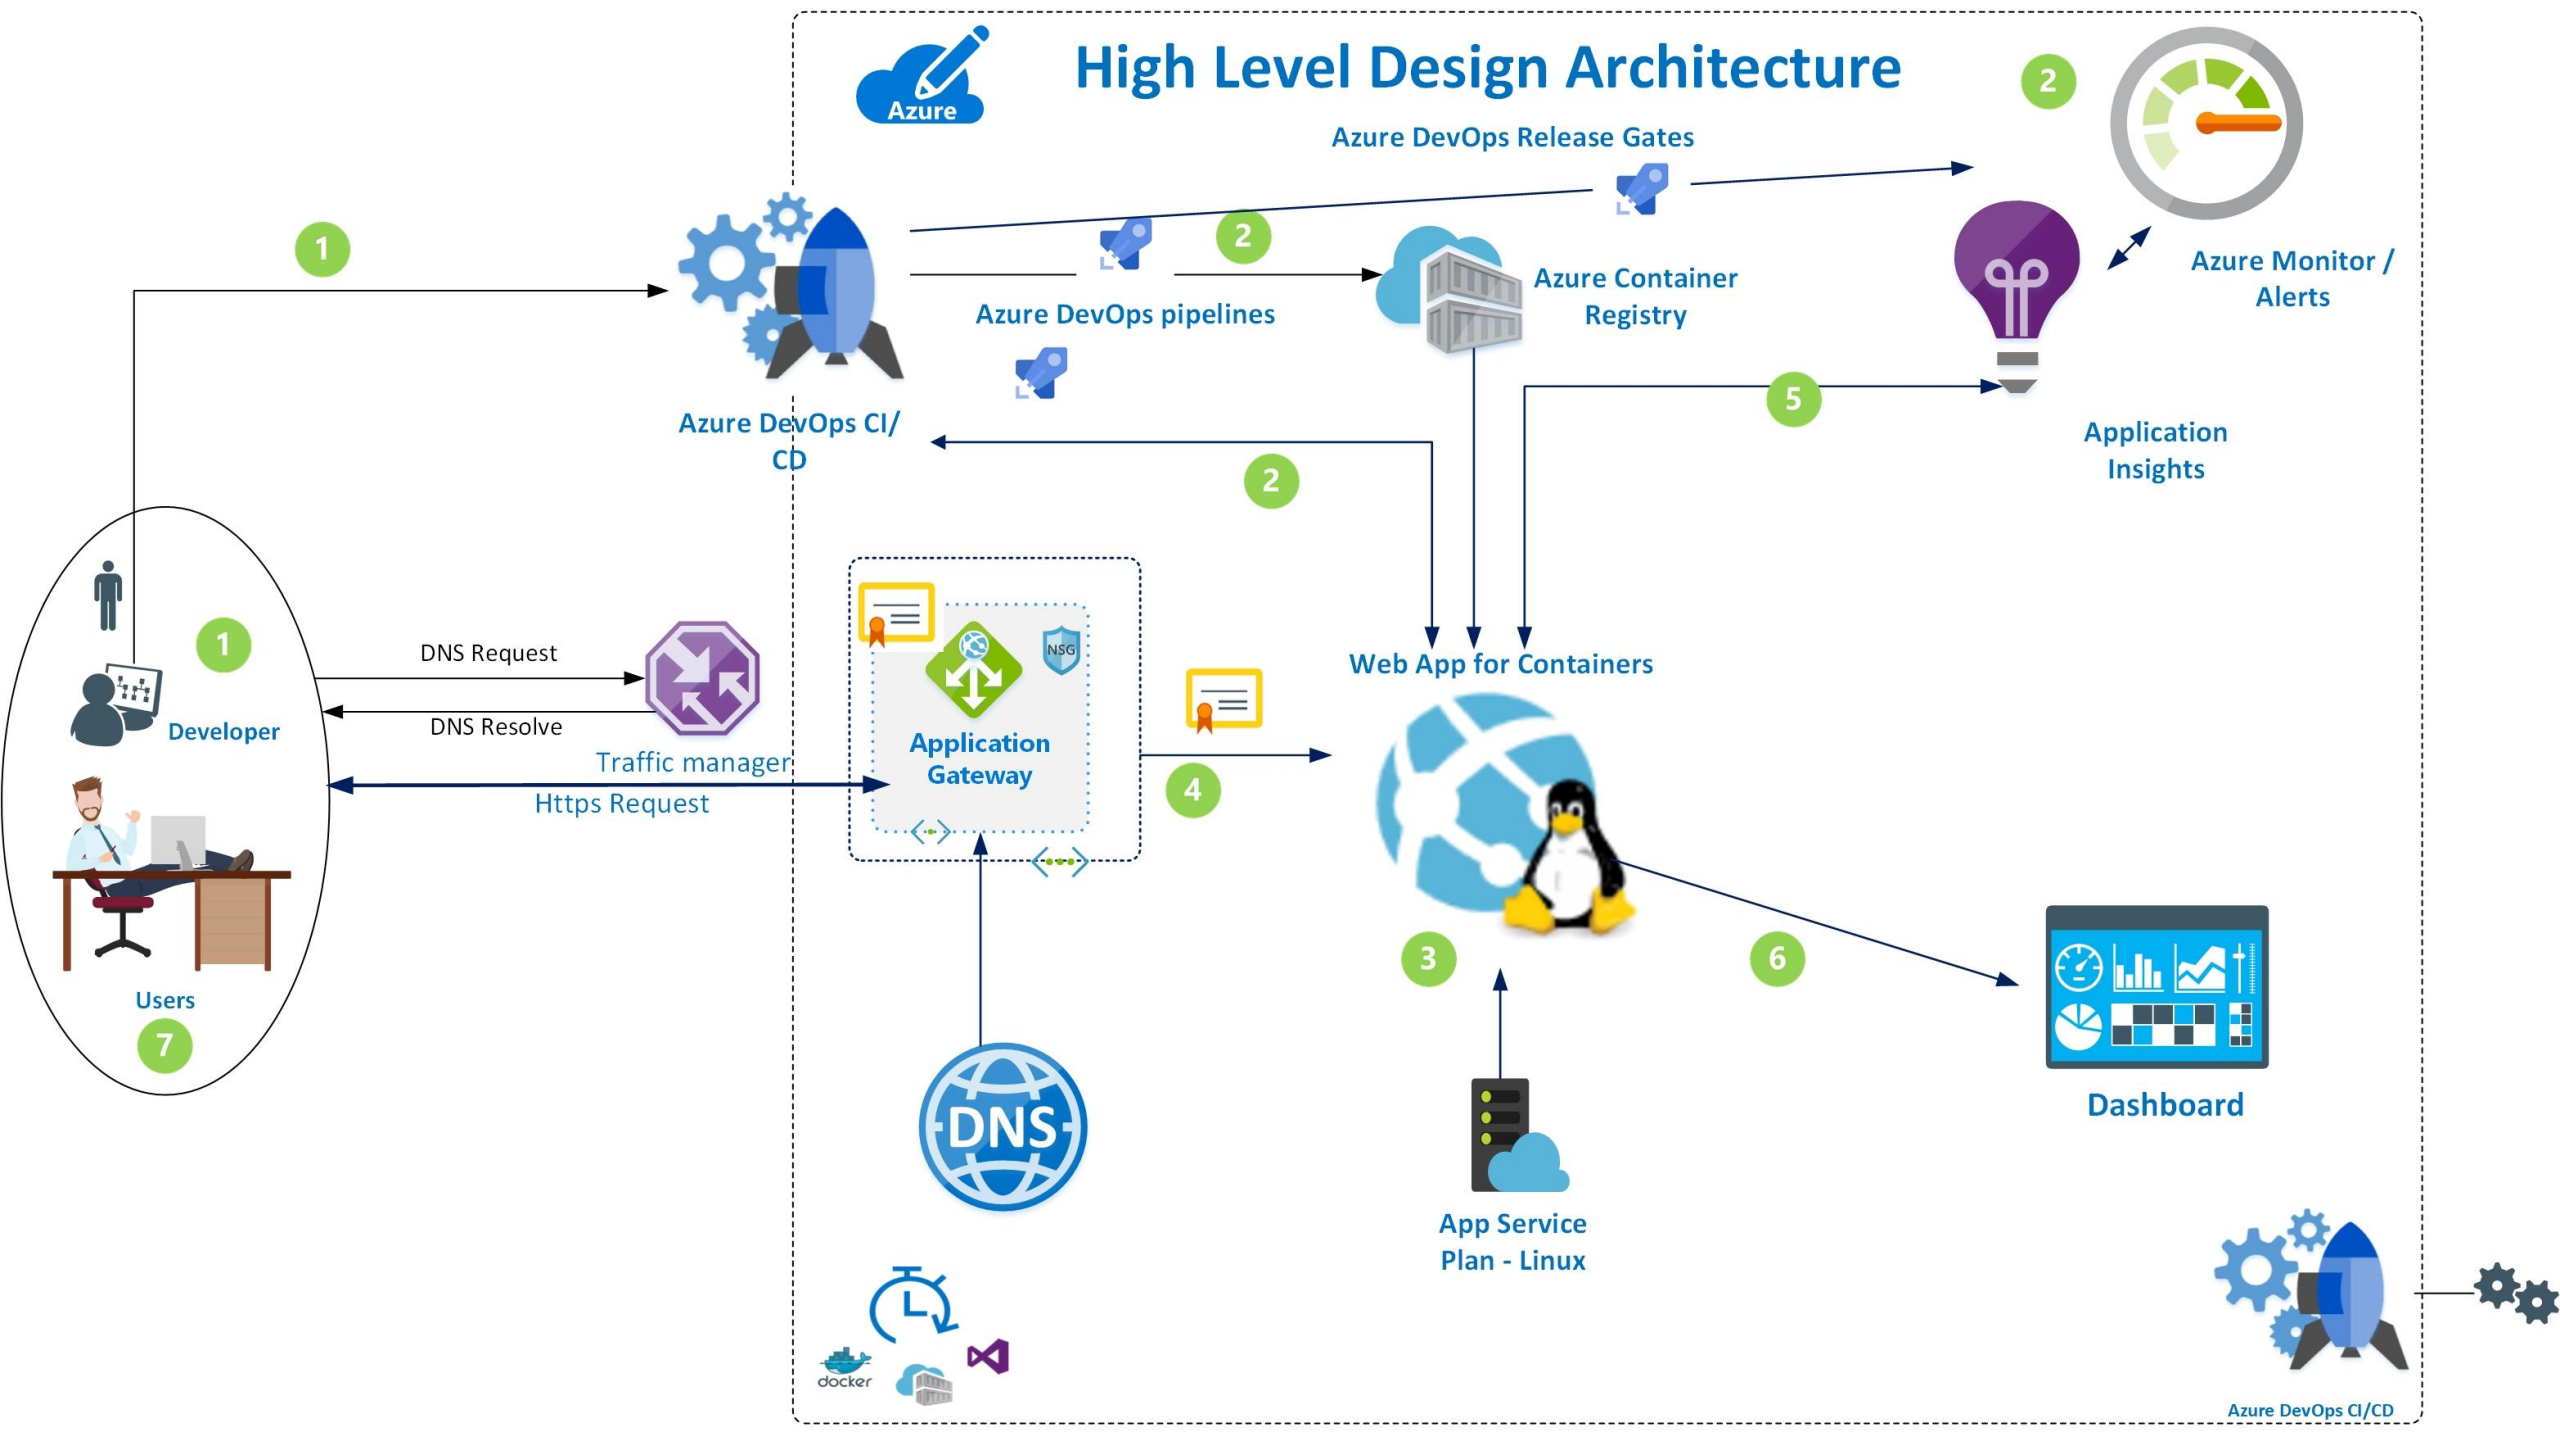 High Level Design Architecture
Azure
2
Azure DevOps Release Gates
1
2
Azure DevOps pipelines
Azure Container
Registry
Azure Monitor /
Alerts
Azure DevOps CI/
CD
2
5
Application
Insights
1
Developer
DNS Request
DNS Resolve
Traffic manager
Https Request
NSG
Application
Gateway
4
Web App for Containers
Users
7
3
6
DNS
Dashboard
App Service
Plan - Linux
docker
Azure DevOps CI/CD